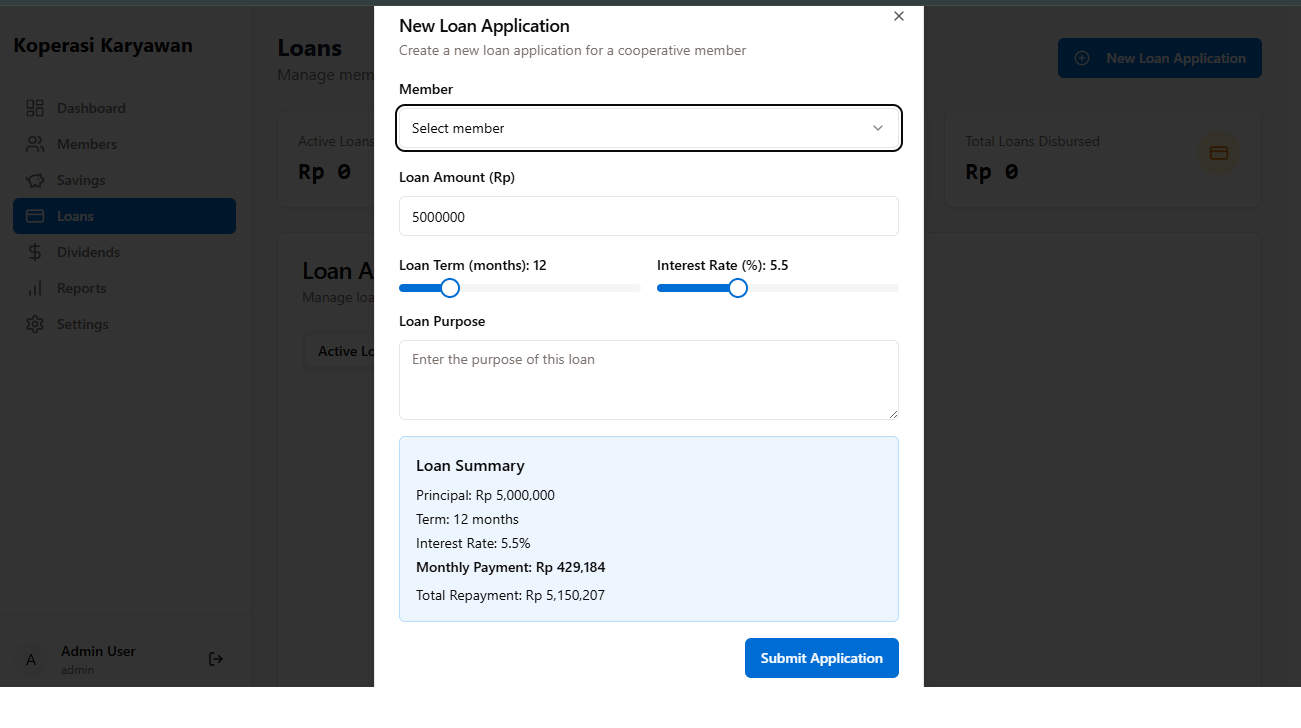 Koperasi Karyawan
Dashboard
Members
Savings
Loans
Dividends
Reports
Settings
A
Admin User
admin
Loans
Manage mem
New Loan Application
Active Loans
Rp 0
Total Loans Disbursed
Rp 0
Loan A
Manage loa
Active Lo
New Loan Application
Create a new loan application for a cooperative member
Member
Select member
Loan Amount (Rp)
5000000
Loan Term (months): 12
Interest Rate (%): 5.5
Loan Purpose
Enter the purpose of this loan
Loan Summary
Principal: Rp 5,000,000
Term: 12 months
Interest Rate: 5.5%
Monthly Payment: Rp 429,184
Total Repayment: Rp 5,150,207
Submit Application